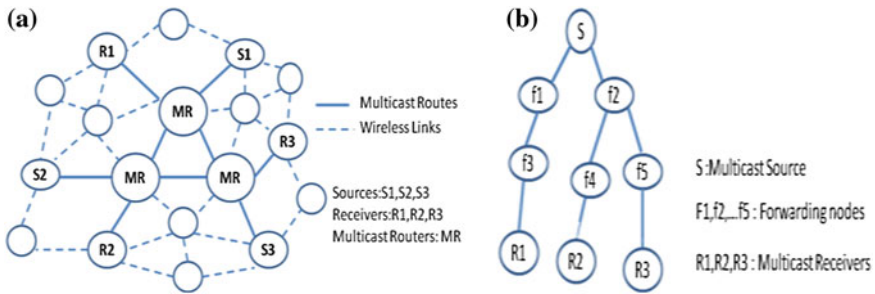 (a)
R1
S1
MR
R3
S2
MR
MR
R2
S3
Multicast Routes
Wireless Links
Sources:S1,S2,S3
Receivers:R1,R2,R3
Multicast Routers: MR
(b)
S
f1
f2
f3
f4
f5
R1
R2
R3
S :Multicast Source
F1,f2,...f5 : Forwarding nodes
R1,R2,R3 : Multicast Receivers